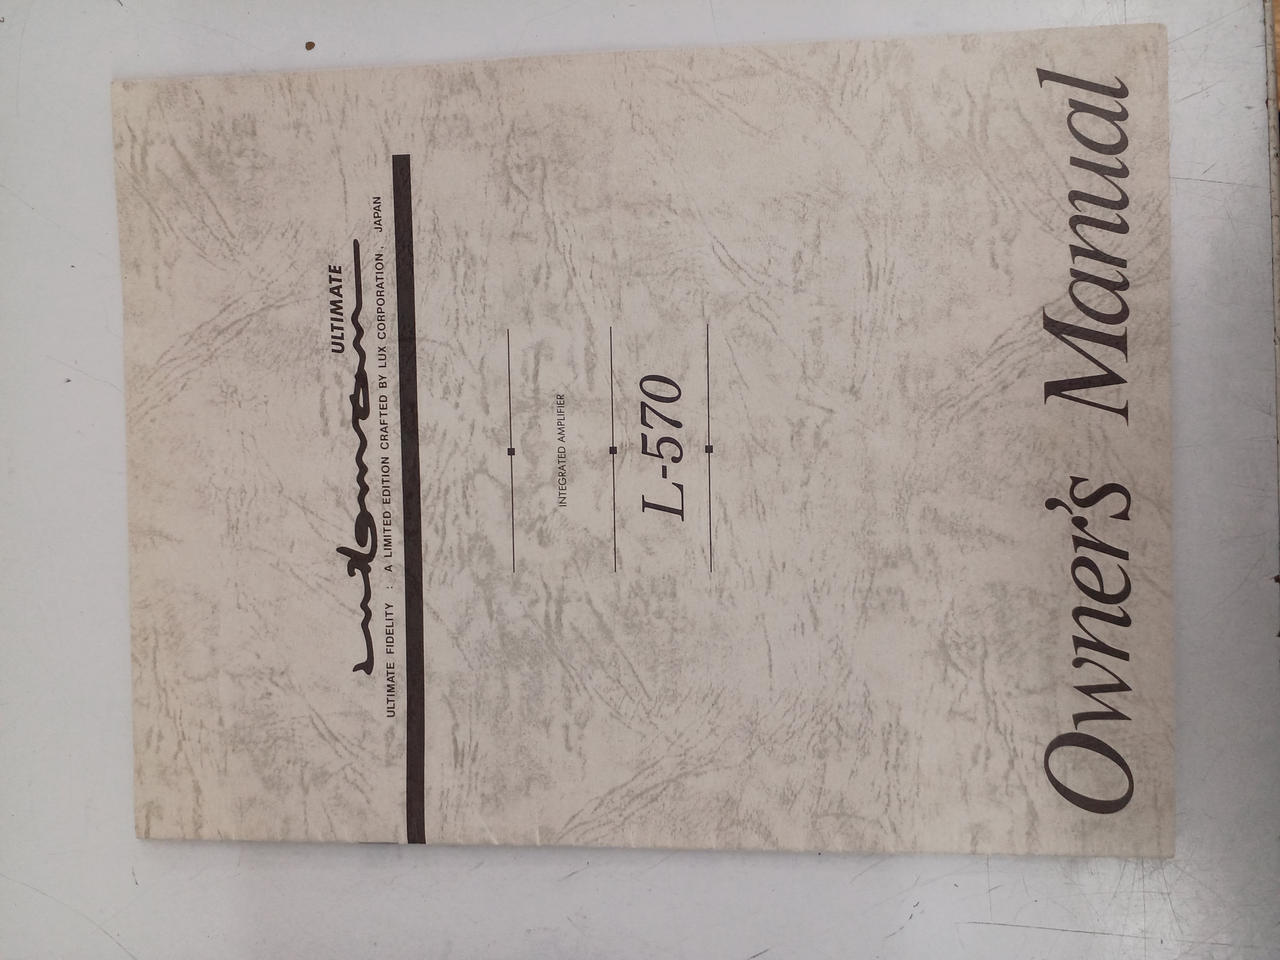 ULTIMATE
ULTIMATE FIDELITY : A LIMITED EDITION CRAFTED BY LUX CORPORATION, JAPAN
INTEGRATED AMPLIFIER
L-570
Owner's Manual